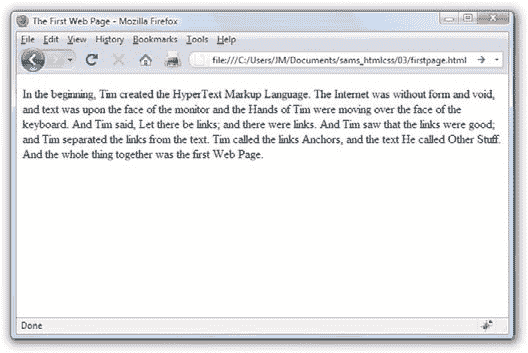 The First Web Page - Mozilla Firefox
File Edit View History Bookmarks Tools Help
file:///C:/Users/JM/Documents/sams_htmlcss/03/firstpage.html
In the beginning, Tim created the HyperText Markup Language. The Internet was without form and void,
and text was upon the face of the monitor and the Hands of Tim were moving over the face of the
keyboard. And Tim said, Let there be links; and there were links. And Tim saw that the links were good;
and Tim separated the links from the text. Tim called the links Anchors, and the text He called Other Stuff.
And the whole thing together was the first Web Page.
Done